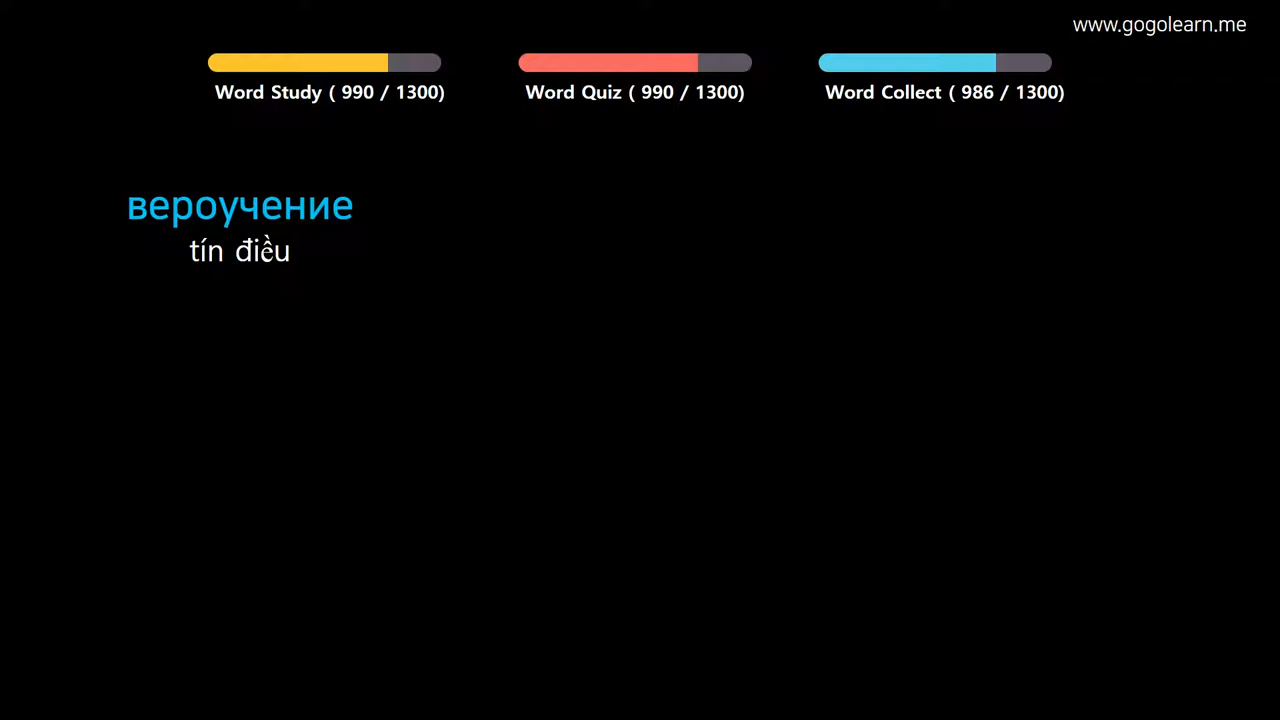 www.gogolearn.me
Word Study ( 990 / 1300)
Word Quiz ( 990 / 1300)
Word Collect ( 986 / 1300)
вероучение
tín điều